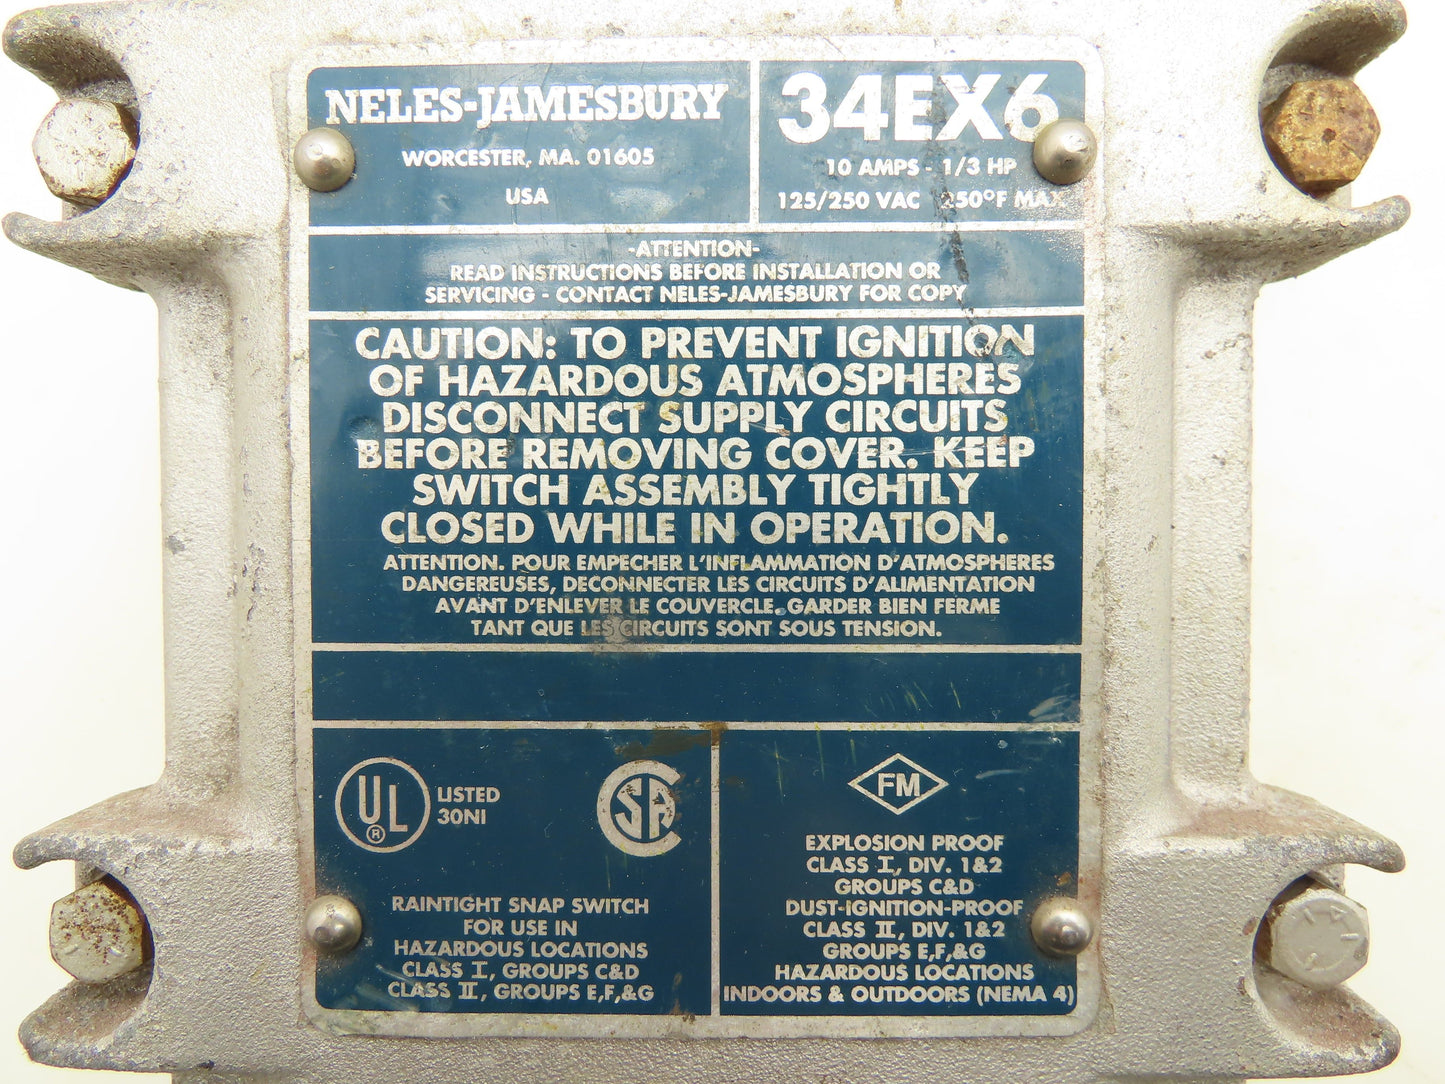 NELES-JAMESBURY
WORCESTER, MA. 01605
USA
34EX6
10 AMPS - 1/3 HP
125/250 VAC 250°F MAX
-ATTENTION-
READ INSTRUCTIONS BEFORE INSTALLATION OR
SERVICING - CONTACT NELES-JAMESBURY FOR COPY
CAUTION: TO PREVENT IGNITION
OF HAZARDOUS ATMOSPHERES
DISCONNECT SUPPLY CIRCUITS
BEFORE REMOVING COVER. KEEP
SWITCH ASSEMBLY TIGHTLY
CLOSED WHILE IN OPERATION.
ATTENTION. POUR EMPECHER L'INFLAMMATION D'ATMOSPHERES
DANGEREUSES, DECONNECTER LES CIRCUITS D'ALIMENTATION
AVANT D'ENLEVER LE COUVERCLE. GARDER BIEN FERME
TANT QUE LES CIRCUITS SONT SOUS TENSION.
UL ®
LISTED
30NI
SA
RAINTIGHT SNAP SWITCH
FOR USE IN
HAZARDOUS LOCATIONS
CLASS I, GROUPS C&D
CLASS II, GROUPS E,F,&G
FM
EXPLOSION PROOF
CLASS I, DIV. 1&2
GROUPS C&D
DUST-IGNITION-PROOF
CLASS II, DIV. 1&2
GROUPS E,F,&G
HAZARDOUS LOCATIONS
INDOORS & OUTDOORS (NEMA 4)